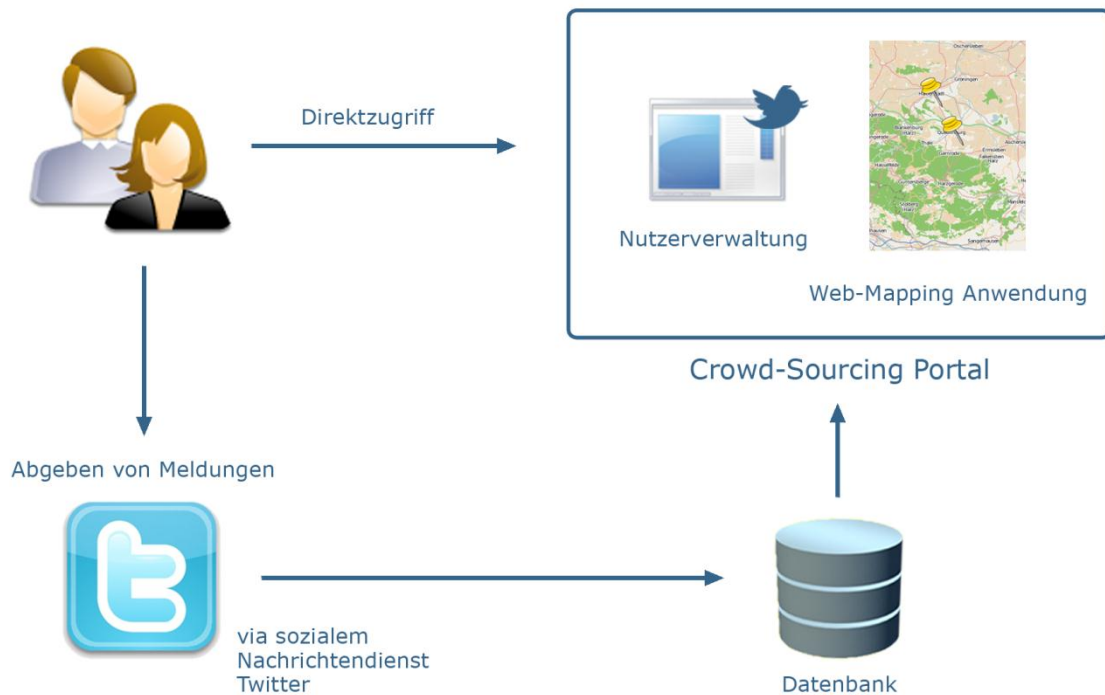 Direktzugriff
Nutzerverwaltung
Web-Mapping Anwendung
Crowd-Sourcing Portal
Abgeben von Meldungen
via sozialem
Nachrichtendienst
Twitter
Datenbank